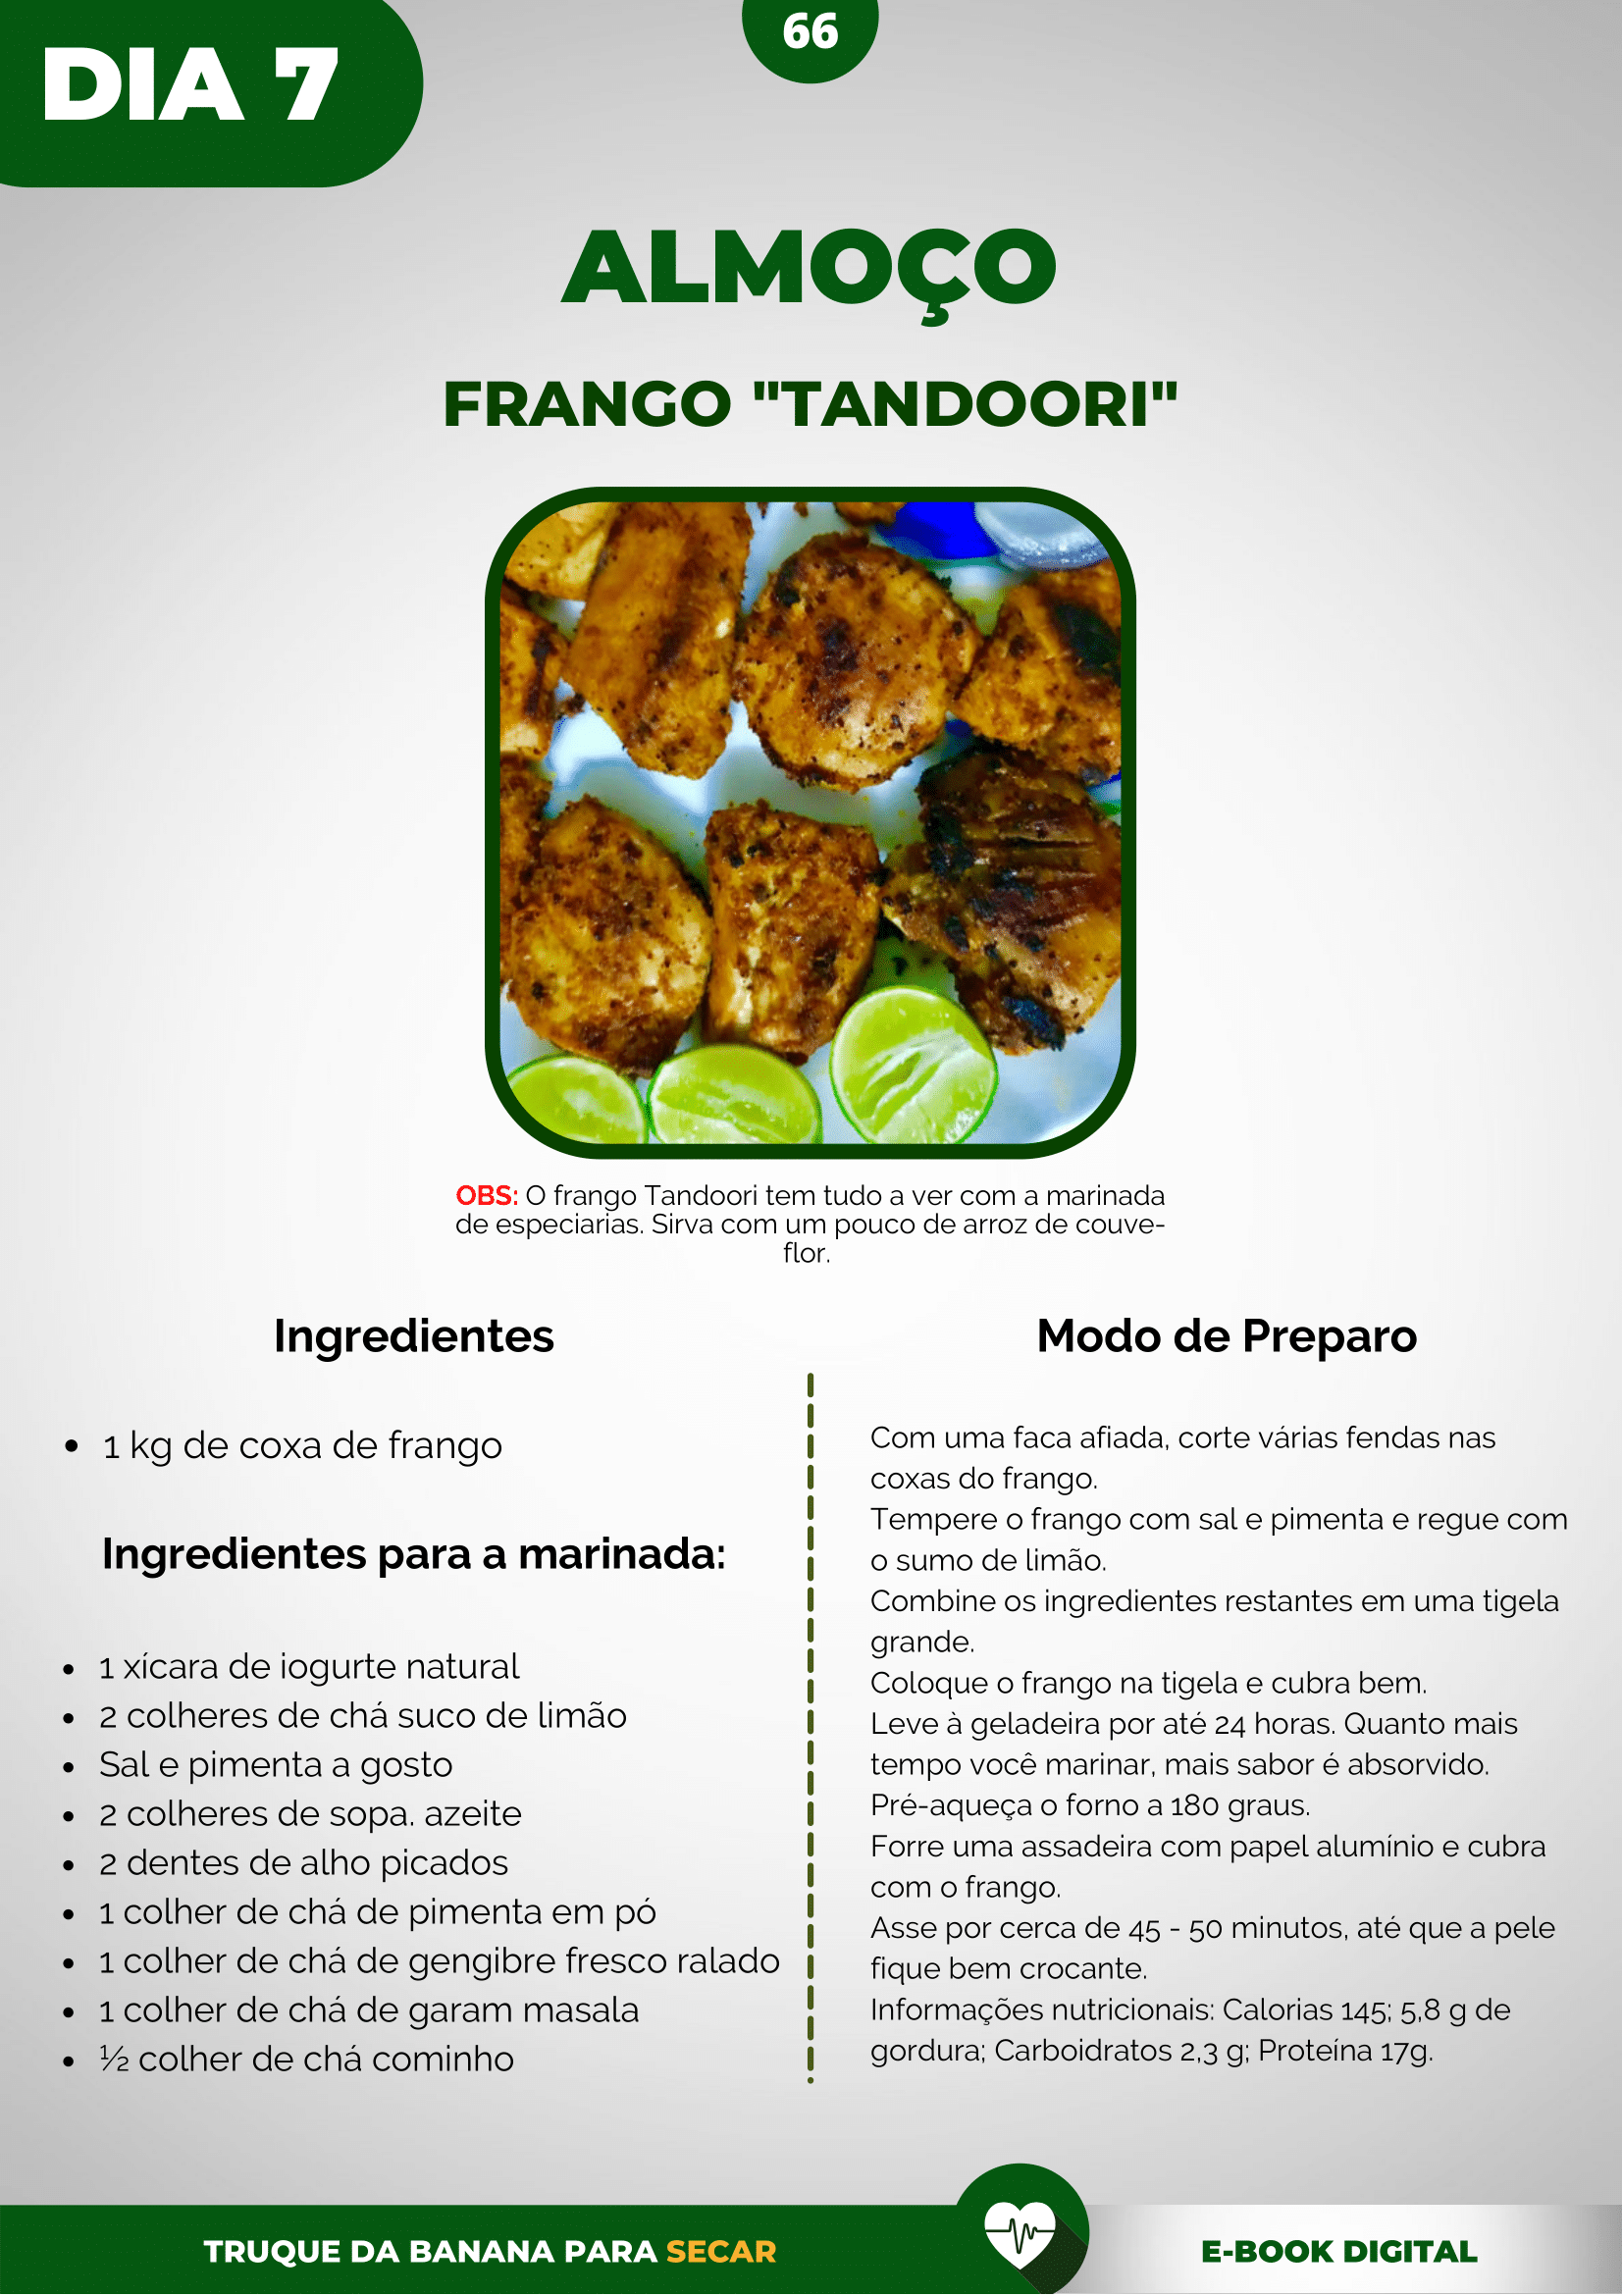 DIA 7
66
ALMOÇO
FRANGO "TANDOORI"
OBS: O frango Tandoori tem tudo a ver com a marinada
de especiarias. Sirva com um pouco de arroz de couve-
flor.
Ingredientes
1 kg de coxa de frango
Ingredientes para a marinada:
1 xícara de iogurte natural
2 colheres de chá suco de limão
Sal e pimenta a gosto
2 colheres de sopa. azeite
2 dentes de alho picados
1 colher de chá de pimenta em pó
1 colher de chá de gengibre fresco ralado
1 colher de chá de garam masala
½ colher de chá cominho
Modo de Preparo
Com uma faca afiada, corte várias fendas nas
coxas do frango.
Tempere o frango com sal e pimenta e regue com
o sumo de limão.
Combine os ingredientes restantes em uma tigela
grande.
Coloque o frango na tigela e cubra bem.
Leve à geladeira por até 24 horas. Quanto mais
tempo você marinar, mais sabor é absorvido.
Pré-aqueça o forno a 180 graus.
Forre uma assadeira com papel alumínio e cubra
com o frango.
Asse por cerca de 45 - 50 minutos, até que a pele
fique bem crocante.
Informações nutricionais: Calorias 145; 5,8 g de
gordura; Carboidratos 2,3 g; Proteína 17g.
TRUQUE DA BANANA PARA SECAR
E-BOOK DIGITAL